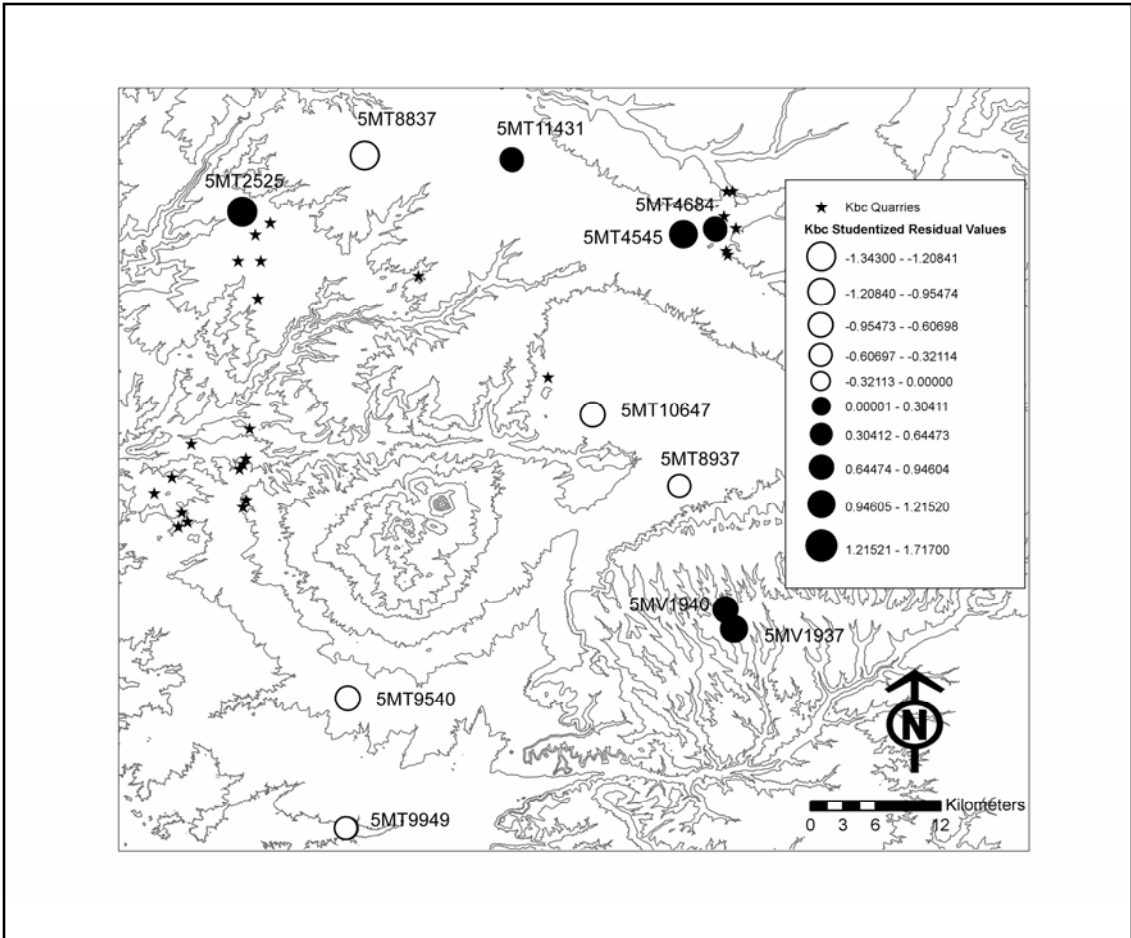 5MT8837
5MT11431
5MT2525
5MT4684
5MT4545
5MT10647
5MT8937
5MV1940
5MV1937
5MT9540
5MT9949
Kbc Quarries
Kbc Studentized Residual Values
-1.34300 - -1.20841
-1.20840 - -0.95474
-0.95473 - -0.60698
-0.60697 - -0.32114
-0.32113 - 0.00000
0.00001 - 0.30411
0.30412 - 0.64473
0.64474 - 0.94604
0.94605 - 1.21520
1.21521 - 1.71700
N
Kilometers
0 3 6 12